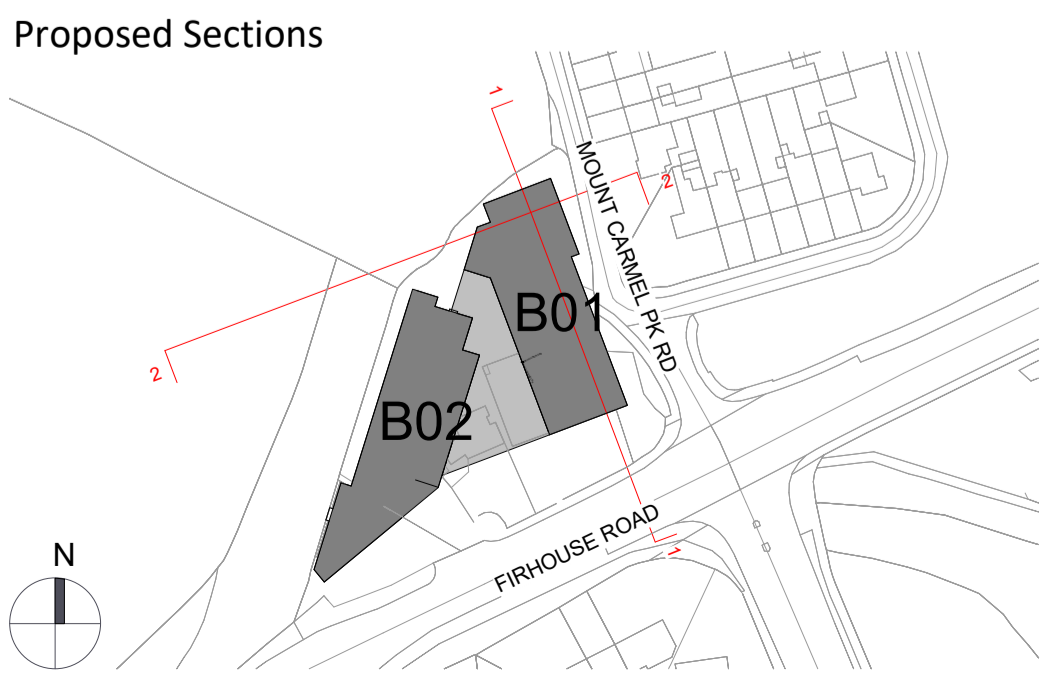 Proposed Sections
1
MOUNT CARMEL PK RD
2
B01
2
B02
FIRHOUSE ROAD
1
N